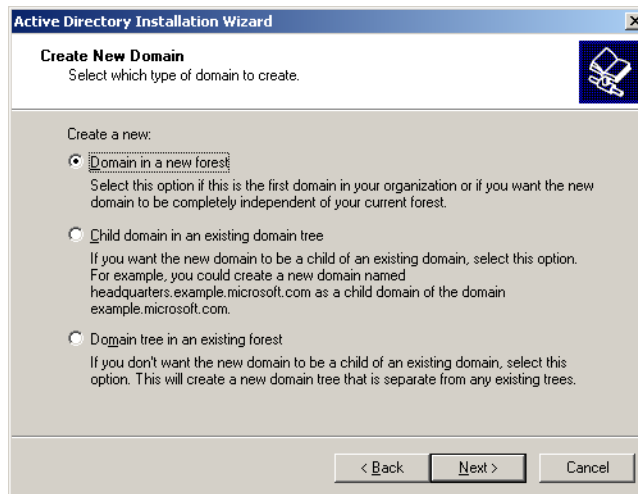 Active Directory Installation Wizard
Create New Domain
Select which type of domain to create.
Create a new:
Domain in a new forest
Select this option if this is the first domain in your organization or if you want the new
domain to be completely independent of your current forest.
Child domain in an existing domain tree
If you want the new domain to be a child of an existing domain, select this option.
For example, you could create a new domain named
headquarters.example.microsoft.com as a child domain of the domain
example.microsoft.com.
Domain tree in an existing forest
If you don't want the new domain to be a child of an existing domain, select this
option. This will create a new domain tree that is separate from any existing trees.
< Back Next > Cancel